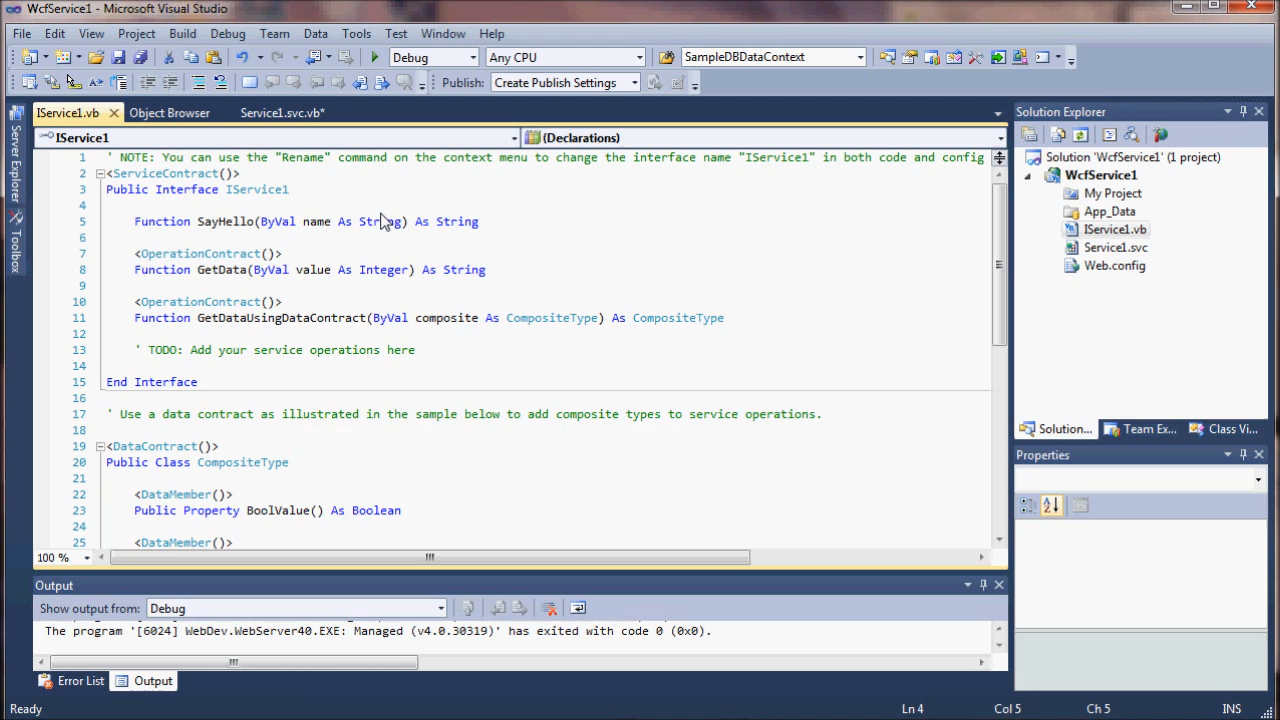 WcfService1 - Microsoft Visual Studio
File Edit View Project Build Debug Team Data Tools Test Window Help
Debug Any CPU SampleDBDataContext
Publish: Create Publish Settings
Server Explorer
Toolbox
IService1.vb Object Browser Service1.svc.vb*
IService1 (Declarations)
1 ' NOTE: You can use the "Rename" command on the context menu to change the interface name "IService1" in both code and config
2 <ServiceContract()>
3 Public Interface IService1
4
5 Function SayHello(ByVal name As String) As String
6
7 <OperationContract()>
8 Function GetData(ByVal value As Integer) As String
9
10 <OperationContract()>
11 Function GetDataUsingDataContract(ByVal composite As CompositeType) As CompositeType
12
13 ' TODO: Add your service operations here
14
15 End Interface
16
17 ' Use a data contract as illustrated in the sample below to add composite types to service operations.
18
19 <DataContract()>
20 Public Class CompositeType
21
22 <DataMember()>
23 Public Property BoolValue() As Boolean
24
25 <DataMember()>
100 %
Output
Show output from: Debug
The program '[6024] WebDev.WebServer40.EXE: Managed (v4.0.30319)' has exited with code 0 (0x0).
Error List Output
Solution Explorer
Solution 'WcfService1' (1 project)
WcfService1
My Project
App_Data
IService1.vb
Service1.svc
Web.config
Solution... Team Ex... Class Vi...
Properties
Ready Ln 4 Col 5 Ch 5 INS